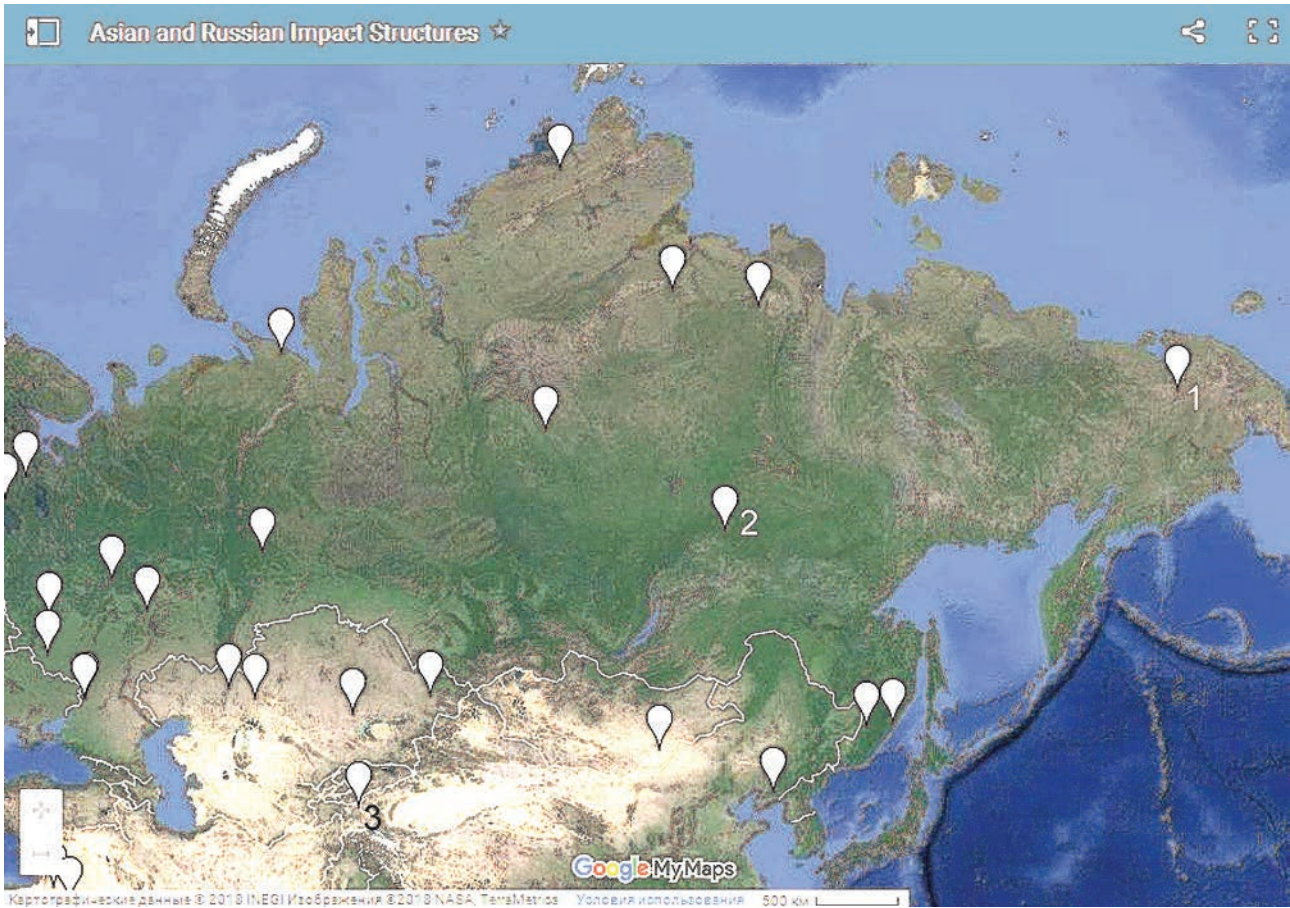 Asian and Russian Impact Structures
1
2
3
Google My Maps
Картографические данные © 2018 INEGI Изображения ©2018 NASA, TerraMetrics Условия использования 500 км